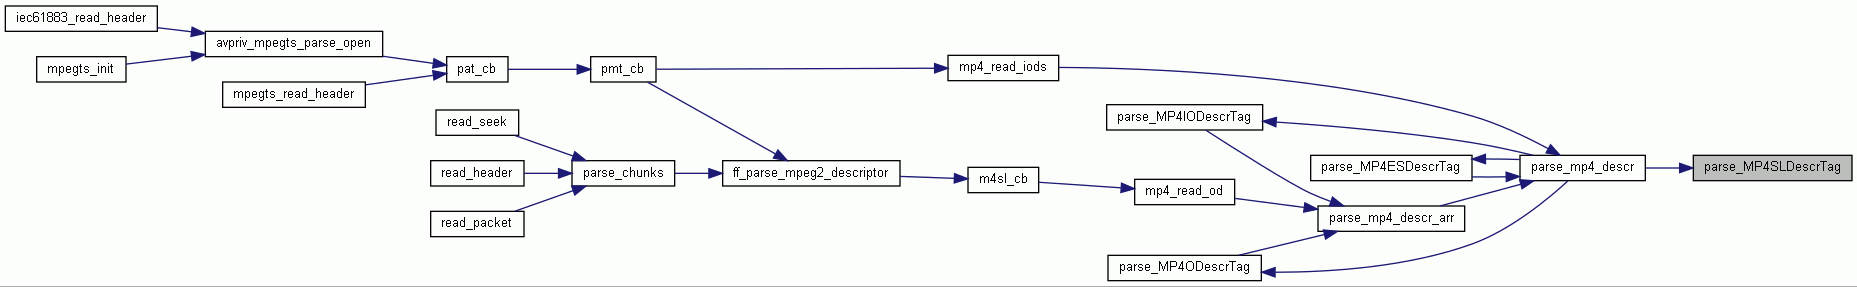 iec61883_read_header
avpriv_mpegts_parse_open
mpegts_init
mpegts_read_header
pat_cb
pmt_cb
mp4_read_iods
read_seek
read_header
read_packet
parse_chunks
ff_parse_mpeg2_descriptor
m4sl_cb
mp4_read_od
parse_MP4IODescrTag
parse_MP4ESDescrTag
parse_mp4_descr_arr
parse_MP4ODescrTag
parse_mp4_descr
parse_MP4SLDescrTag